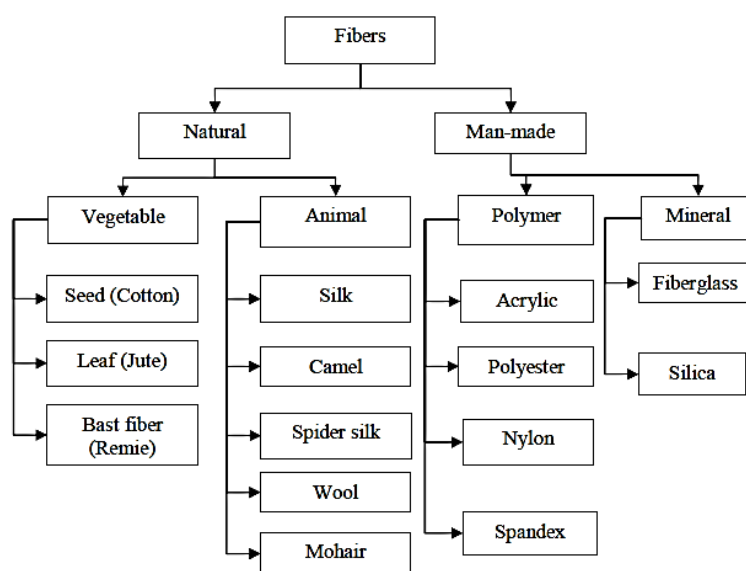 Fibers
Natural
Man-made
Vegetable
Animal
Polymer
Mineral
Seed (Cotton)
Silk
Acrylic
Fiberglass
Leaf (Jute)
Camel
Polyester
Silica
Bast fiber
(Remie)
Spider silk
Nylon
Wool
Spandex
Mohair